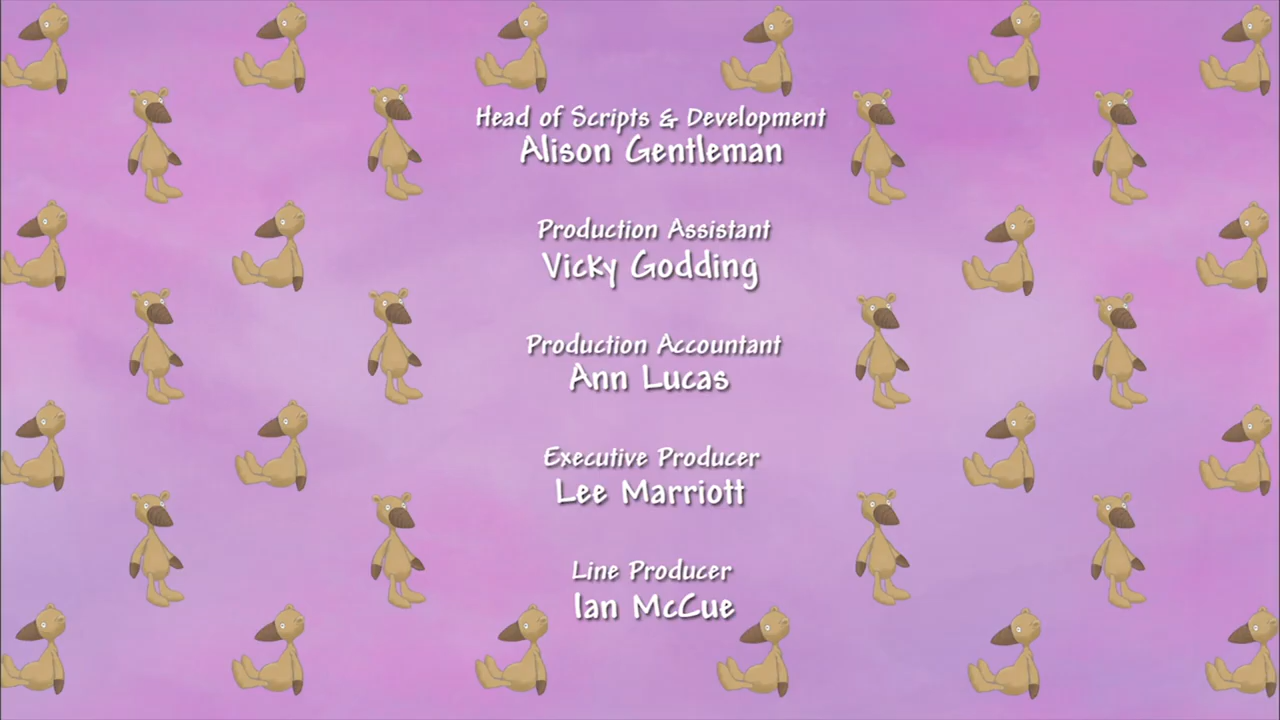 Head of Scripts & Development
Alison Gentleman
Production Assistant
Vicky Godding
Production Accountant
Ann Lucas
Executive Producer
Lee Marriott
Line Producer
Ian McCue